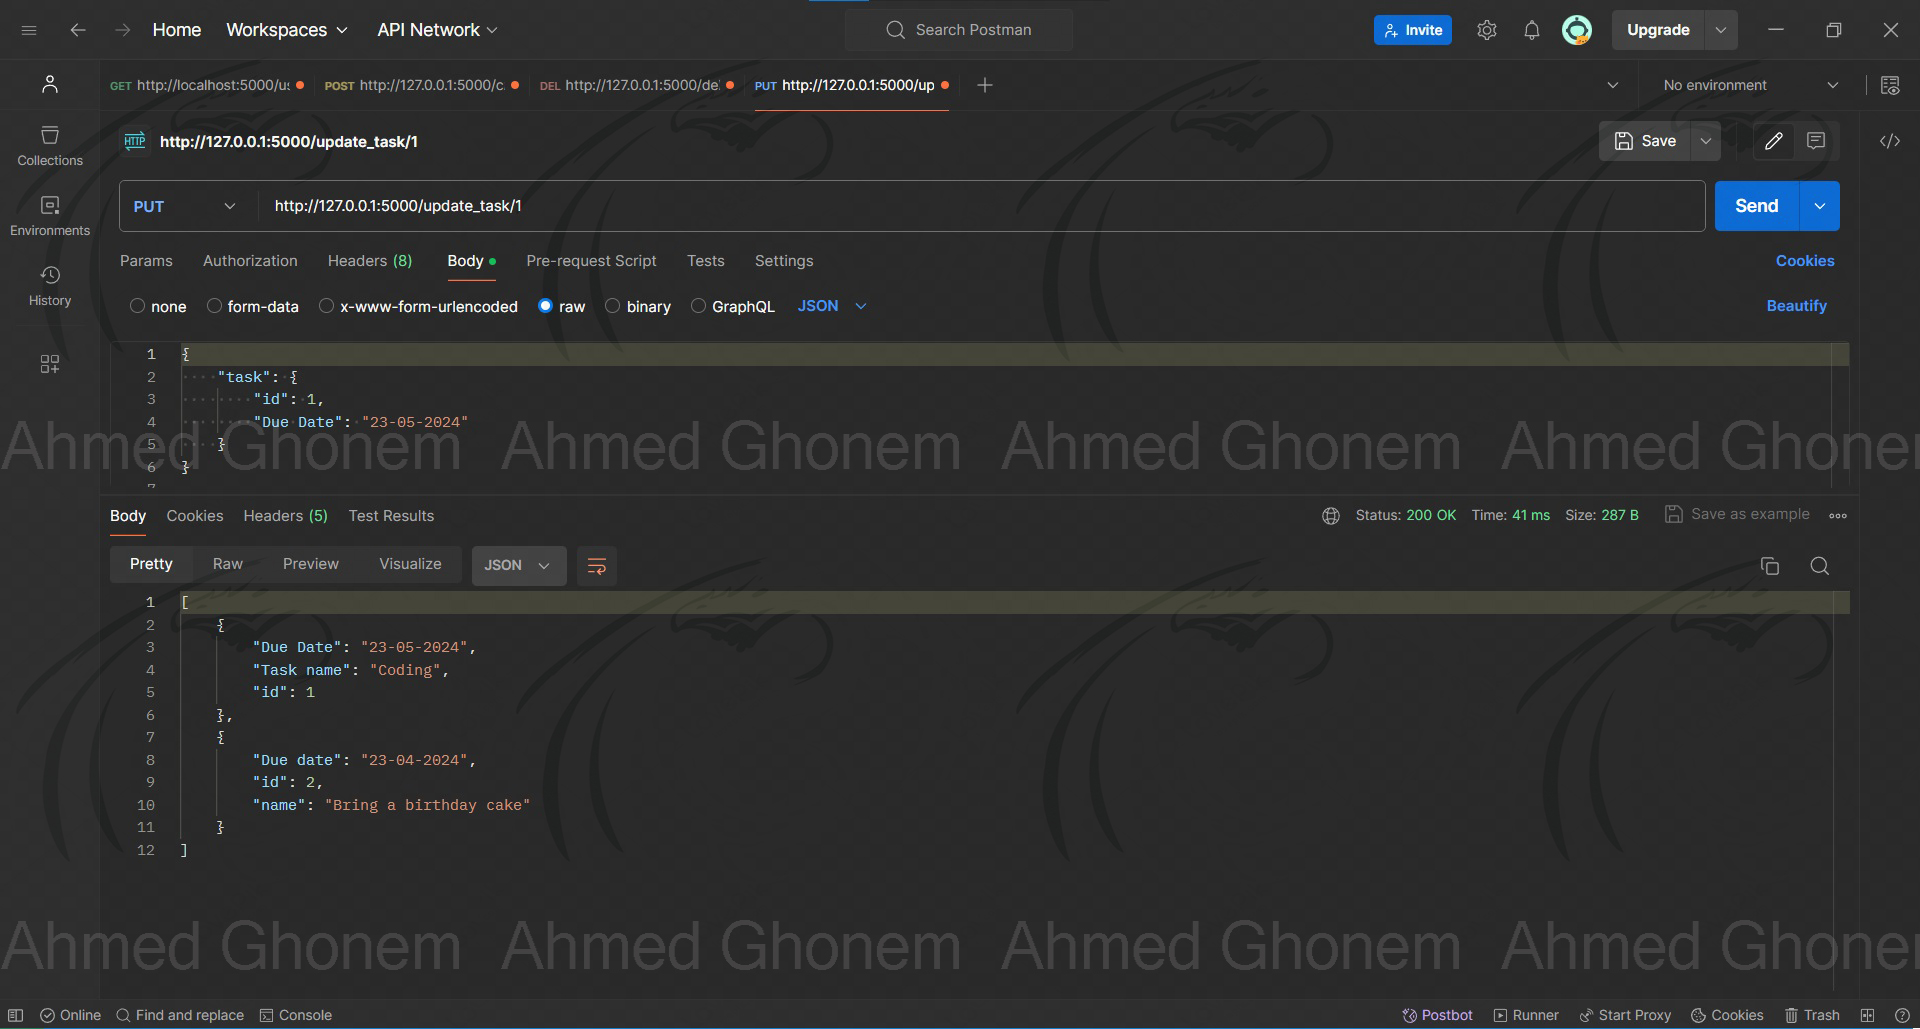 Home Workspaces API Network Search Postman Invite Upgrade
GET http://localhost:5000/us POST http://127.0.0.1:5000/c DEL http://127.0.0.1:5000/de PUT http://127.0.0.1:5000/up No environment
HTTP http://127.0.0.1:5000/update_task/1 Save
Collections
PUT http://127.0.0.1:5000/update_task/1 Send
Environments
Params Authorization Headers (8) Body Pre-request Script Tests Settings Cookies
History
none form-data x-www-form-urlencoded raw binary GraphQL JSON Beautify
1 {
2 "task": {
3 "id": 1,
4 "Due Date": "23-05-2024"
5 }
6 }
7
Ahmed Ghonem Ahmed Ghonem Ahmed Ghonem Ahmed Ghonem
Body Cookies Headers (5) Test Results Status: 200 OK Time: 41 ms Size: 287 B Save as example
Pretty Raw Preview Visualize JSON
1 [
2 {
3 "Due Date": "23-05-2024",
4 "Task name": "Coding",
5 "id": 1
6 },
7 {
8 "Due date": "23-04-2024",
9 "id": 2,
10 "name": "Bring a birthday cake"
11 }
12 ]
Ahmed Ghonem Ahmed Ghonem Ahmed Ghonem Ahmed Ghonem
Online Find and replace Console Postbot Runner Start Proxy Cookies Trash